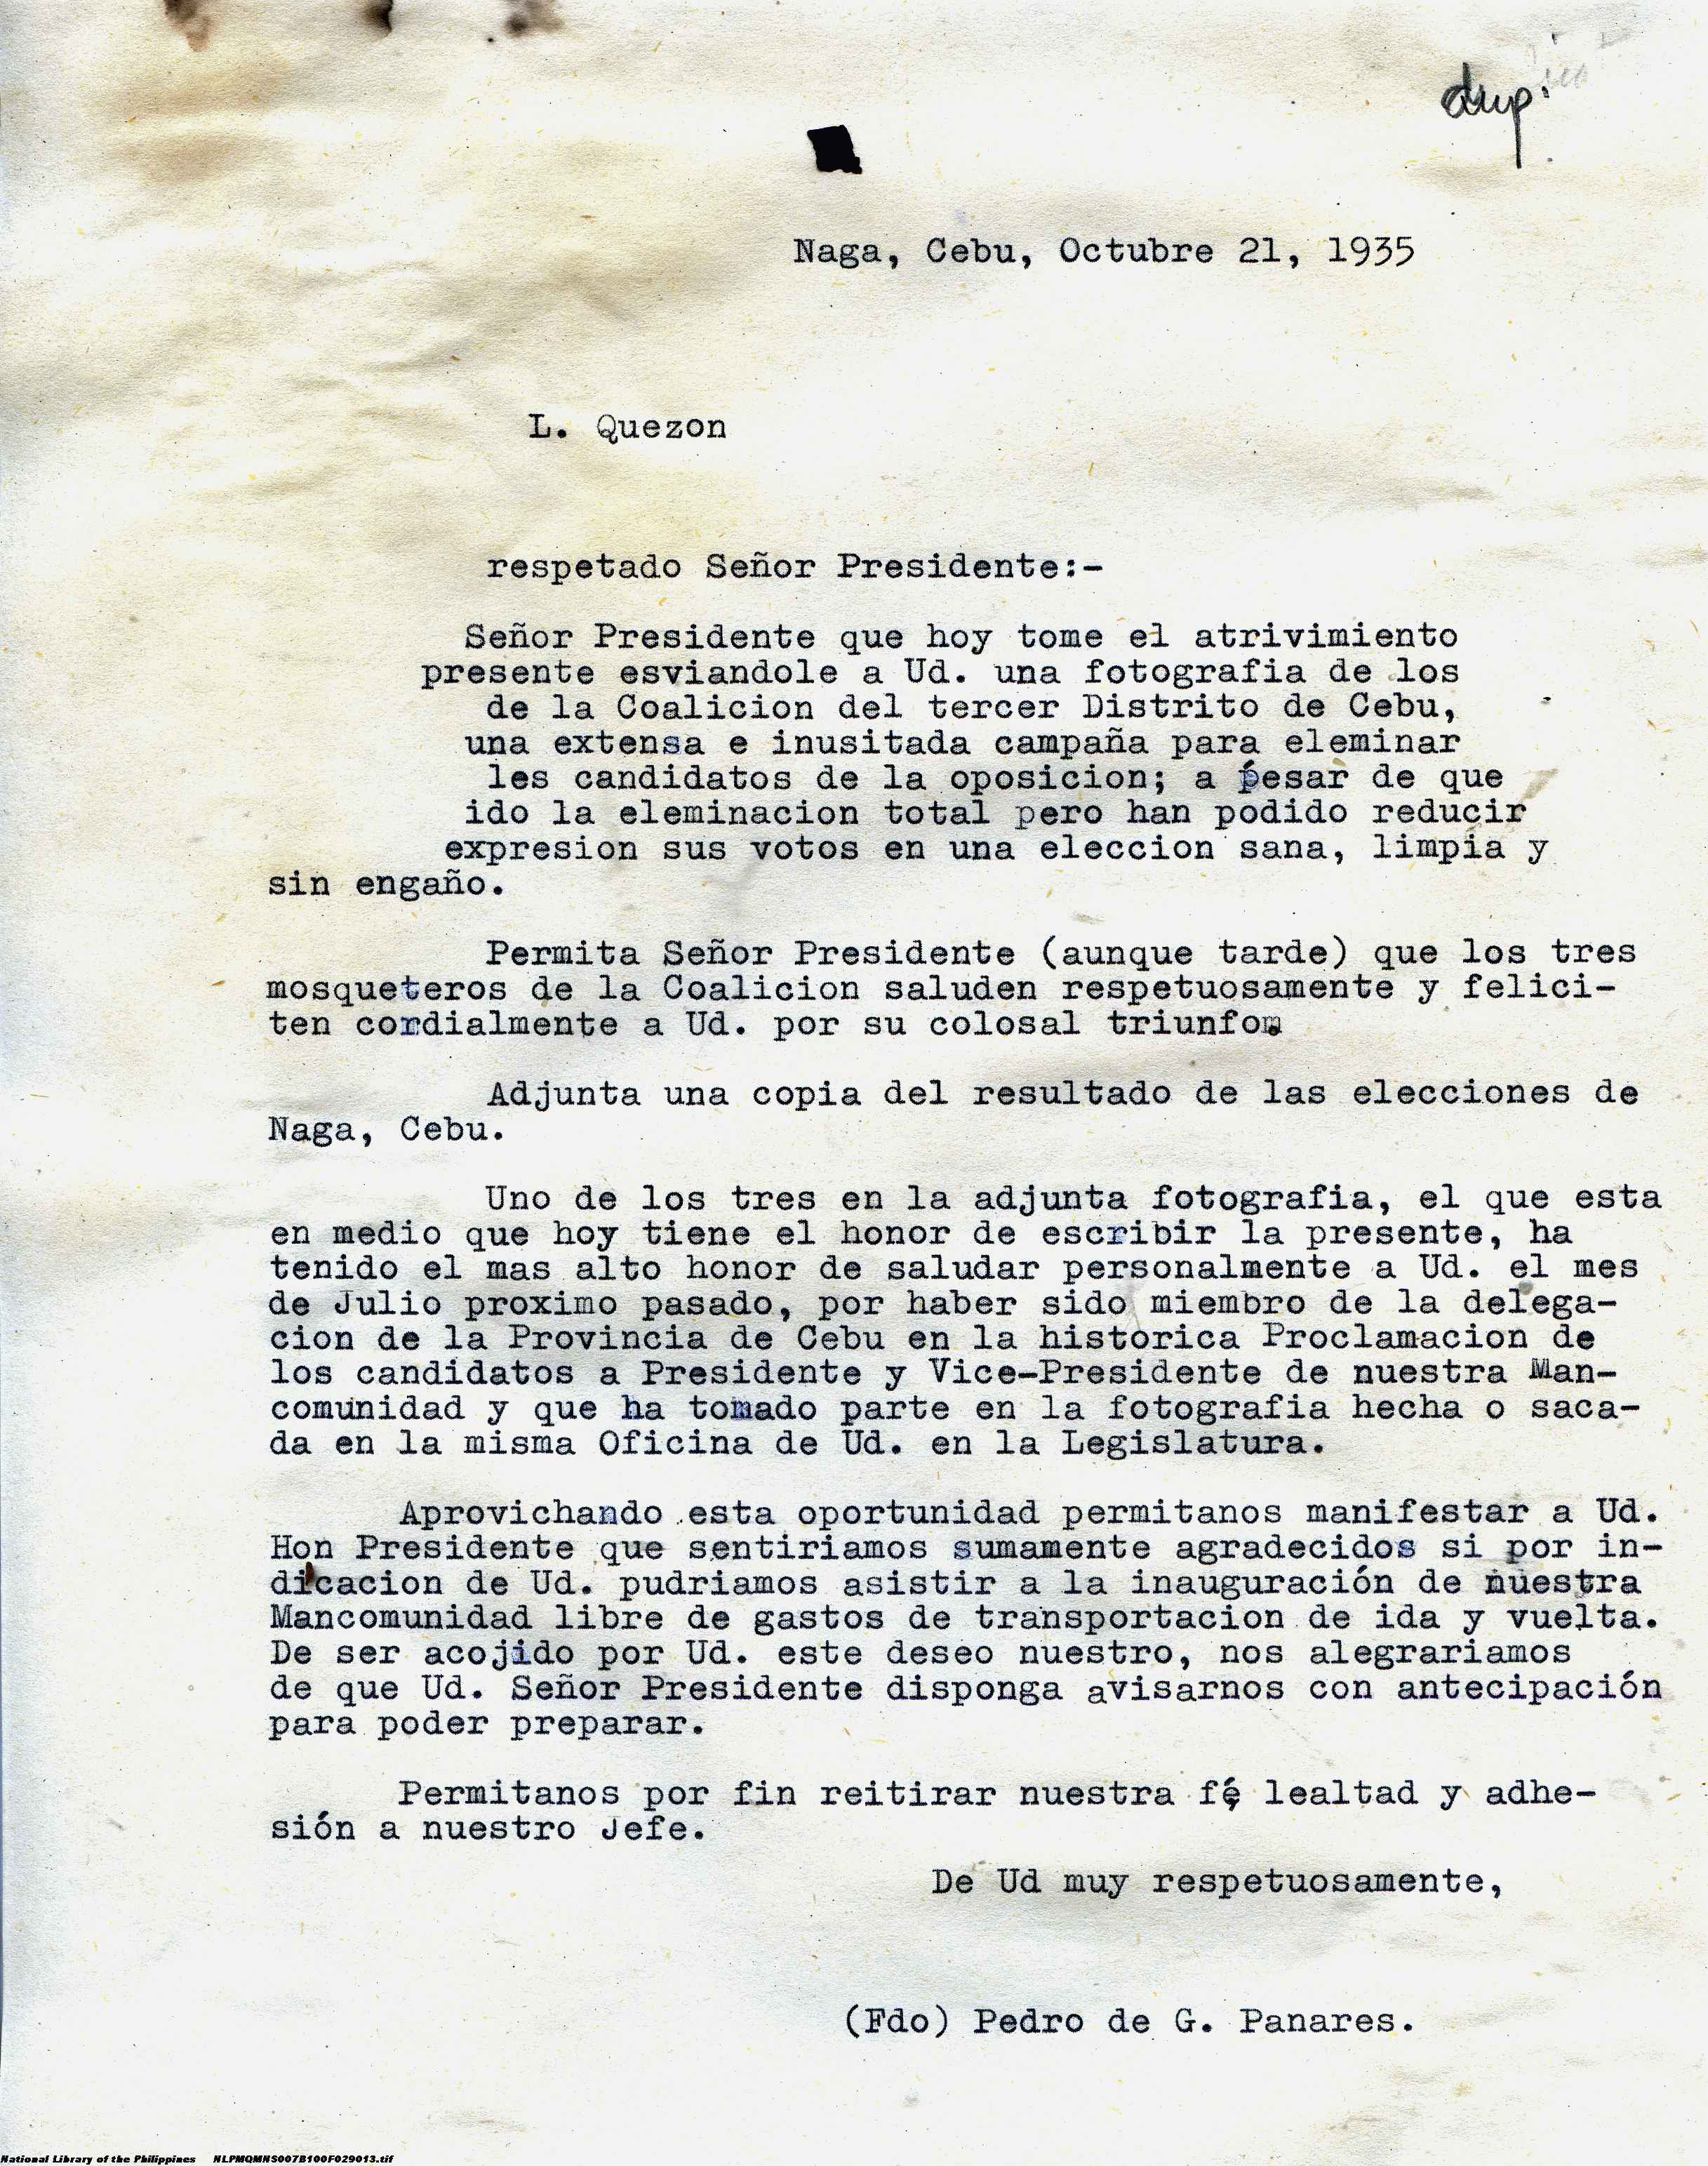 dup.
Naga, Cebu, Octubre 21, 1935
L. Quezon
respetado Señor Presidente:-
Señor Presidente que hoy tome el atrivimiento
presente esviandole a Ud. una fotografia de los
de la Coalicion del tercer Distrito de Cebu,
una extensa e inusitada campaña para eleminar
les candidatos de la oposicion; a pesar de que
ido la eleminacion total pero han podido reducir
expresion sus votos en una eleccion sana, limpia y
sin engaño.
Permita Señor Presidente (aunque tarde) que los tres
mosqueteros de la Coalicion saluden respetuosamente y felici-
ten cordialmente a Ud. por su colosal triunfo.
Adjunta una copia del resultado de las elecciones de
Naga, Cebu.
Uno de los tres en la adjunta fotografia, el que esta
en medio que hoy tiene el honor de escribir la presente, ha
tenido el mas alto honor de saludar personalmente a Ud. el mes
de Julio proximo pasado, por haber sido miembro de la delega-
cion de la Provincia de Cebu en la historica Proclamacion de
los candidatos a Presidente y Vice-Presidente de nuestra Man-
comunidad y que ha tomado parte en la fotografia hecha o saca-
da en la misma Oficina de Ud. en la Legislatura.
Aprovichando esta oportunidad permitanos manifestar a Ud.
Hon Presidente que sentiriamos sumamente agradecidos si por in-
dicacion de Ud. pudriamos asistir a la inauguración de nuestra
Mancomunidad libre de gastos de transportacion de ida y vuelta.
De ser acojido por Ud. este deseo nuestro, nos alegrariamos
de que Ud. Señor Presidente disponga avisarnos con antecipación
para poder preparar.
Permitanos por fin reitirar nuestra fé lealtad y adhe-
sión a nuestro Jefe.
De Ud muy respetuosamente,
(Fdo) Pedro de G. Panares.
National Library of the Philippines NLPMQMNS007B100F029013.tif